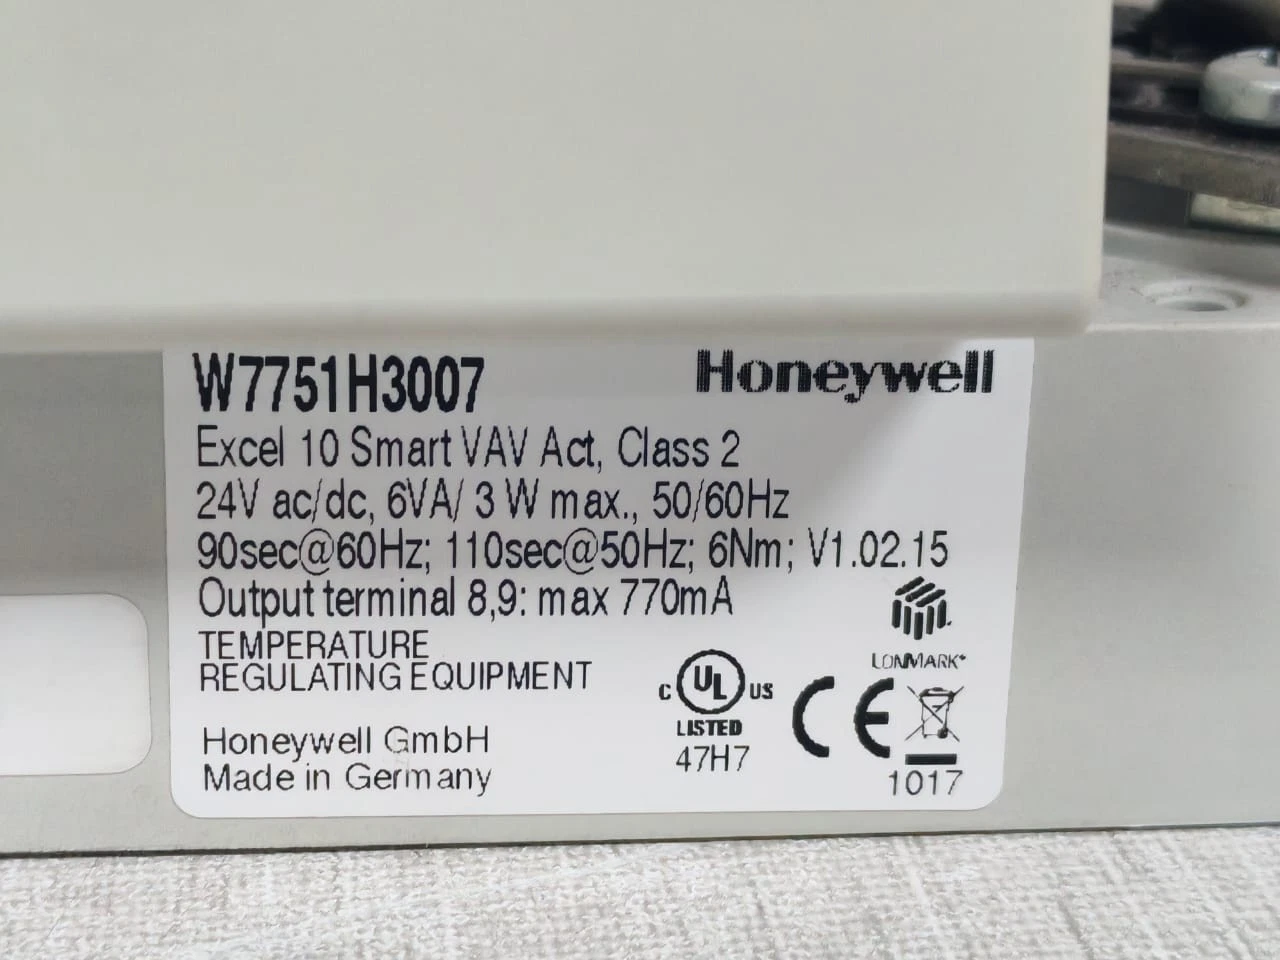 W7751H3007
Honeywell
Excel 10 Smart VAV Act, Class 2
24V ac/dc, 6VA/ 3 W max., 50/60Hz
90sec@60Hz; 110sec@50Hz; 6Nm; V1.02.15
Output terminal 8,9: max 770mA
TEMPERATURE
REGULATING EQUIPMENT
LONMARK®
C UL US
LISTED
47H7
CE
1017
Honeywell GmbH
Made in Germany